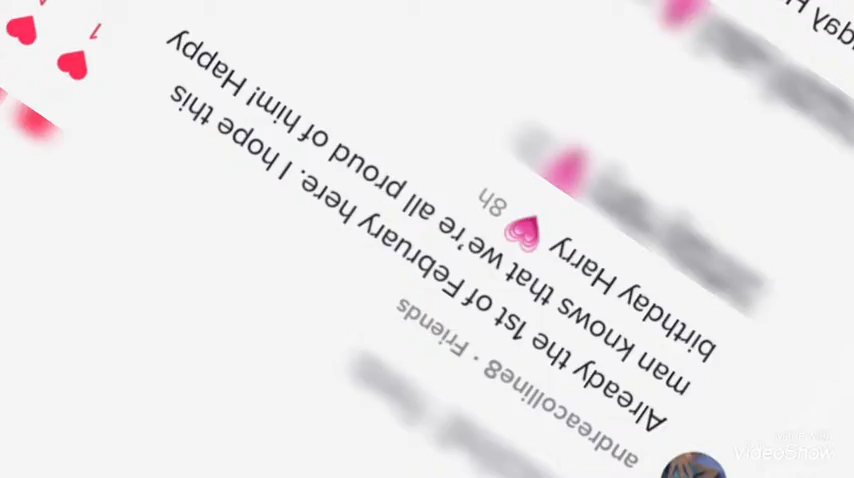 andreacolline8 · Friends
Already the 1st of February here. I hope this
man knows that we're all proud of him! Happy
birthday Harry 💗
8h
1
VideoShow